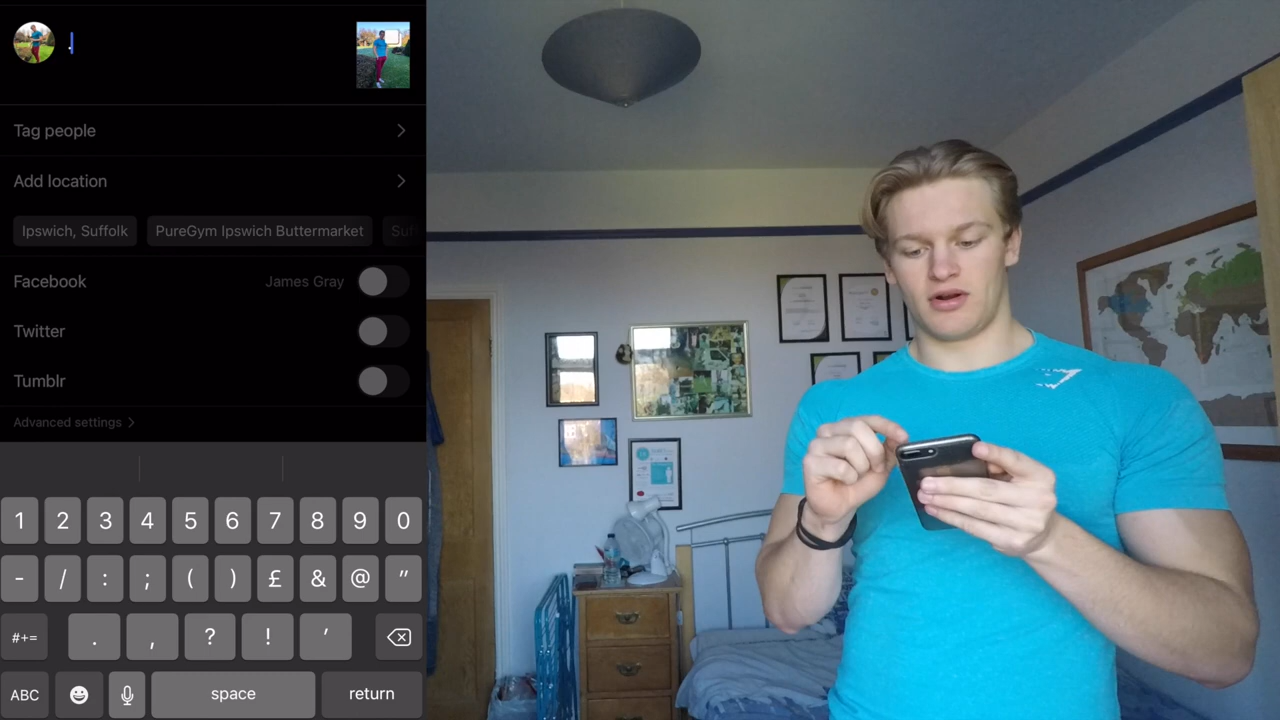 .
Tag people
Add location
Ipswich, Suffolk PureGym Ipswich Buttermarket
Facebook James Gray
Twitter
Tumblr
Advanced settings
1 2 3 4 5 6 7 8 9 0
- / : ; ( ) £ & @ "
#+= . , ? ! '
ABC space return